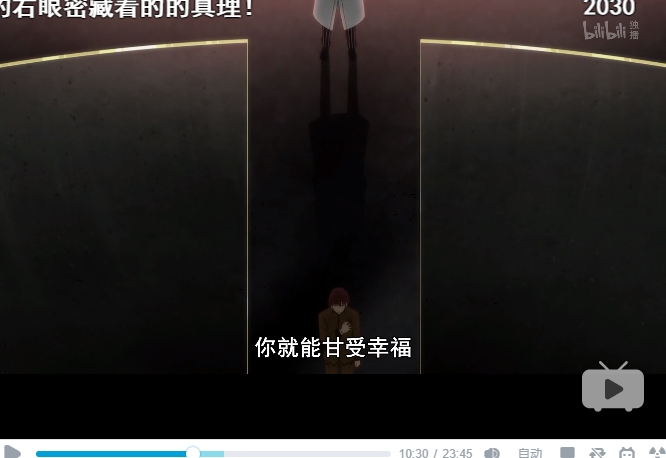 的右眼密藏着的的真理！
2030
bilibili 独播
你就能甘受幸福
10:30 / 23:45
自动